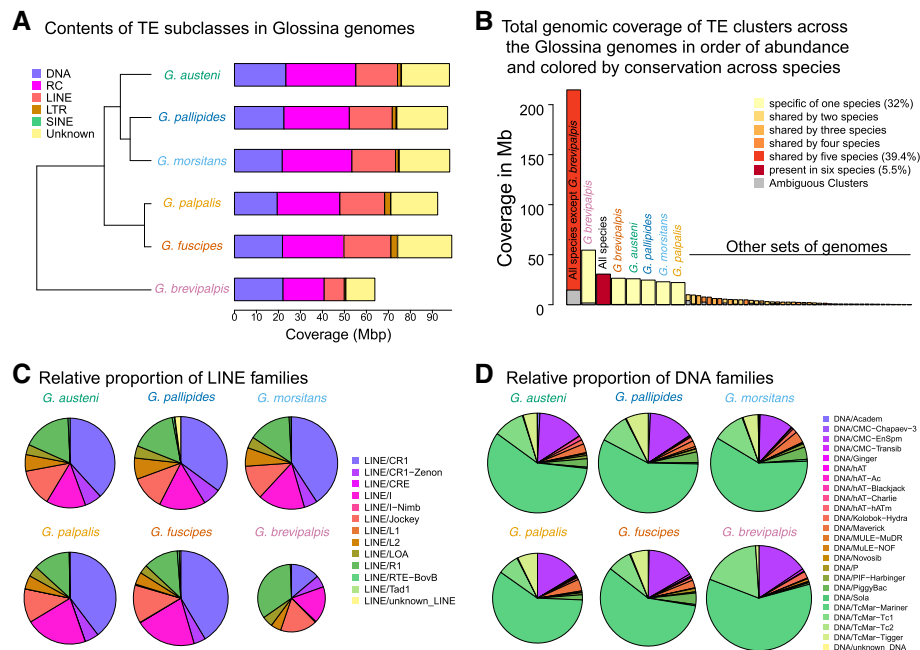 A Contents of TE subclasses in Glossina genomes
DNA
RC
LINE
LTR
SINE
Unknown
G. austeni
G. pallipides
G. morsitans
G. palpalis
G. fuscipes
G. brevipalpis
0 10 20 30 40 50 60 70 80 90
Coverage (Mbp)
B Total genomic coverage of TE clusters across
the Glossina genomes in order of abundance
and colored by conservation across species
Coverage in Mb
200
150
100
50
0
All species except G. brevipalpis
G brevipalpis
All species
G brevipalpis
G. austeni
G. pallipides
G. morsitans
G. palpalis
specific of one species (32%)
shared by two species
shared by three species
shared by four species
shared by five species (39.4%)
present in six species (5.5%)
Ambiguous Clusters
Other sets of genomes
C Relative proportion of LINE families
G. austeni
G. pallipides
G. morsitans
G. palpalis
G. fuscipes
G. brevipalpis
LINE/CR1
LINE/CR1−Zenon
LINE/CRE
LINE/I
LINE/I−Nimb
LINE/Jockey
LINE/L1
LINE/L2
LINE/LOA
LINE/R1
LINE/RTE−BovB
LINE/Tad1
LINE/unknown_LINE
D Relative proportion of DNA families
G. austeni
G. pallipides
G. morsitans
G. palpalis
G. fuscipes
G. brevipalpis
DNA/Academ
DNA/CMC−Chapaev−3
DNA/CMC−EnSpm
DNA/CMC−Transib
DNA/Ginger
DNA/hAT
DNA/hAT−Ac
DNA/hAT−Blackjack
DNA/hAT−Charlie
DNA/hAT−hATm
DNA/Kolobok−Hydra
DNA/Maverick
DNA/MULE−MuDR
DNA/MuLE−NOF
DNA/Novosib
DNA/P
DNA/PIF−Harbinger
DNA/PiggyBac
DNA/Sola
DNA/TcMar−Mariner
DNA/TcMar−Tc1
DNA/TcMar−Tc2
DNA/TcMar−Tigger
DNA/unknown_DNA